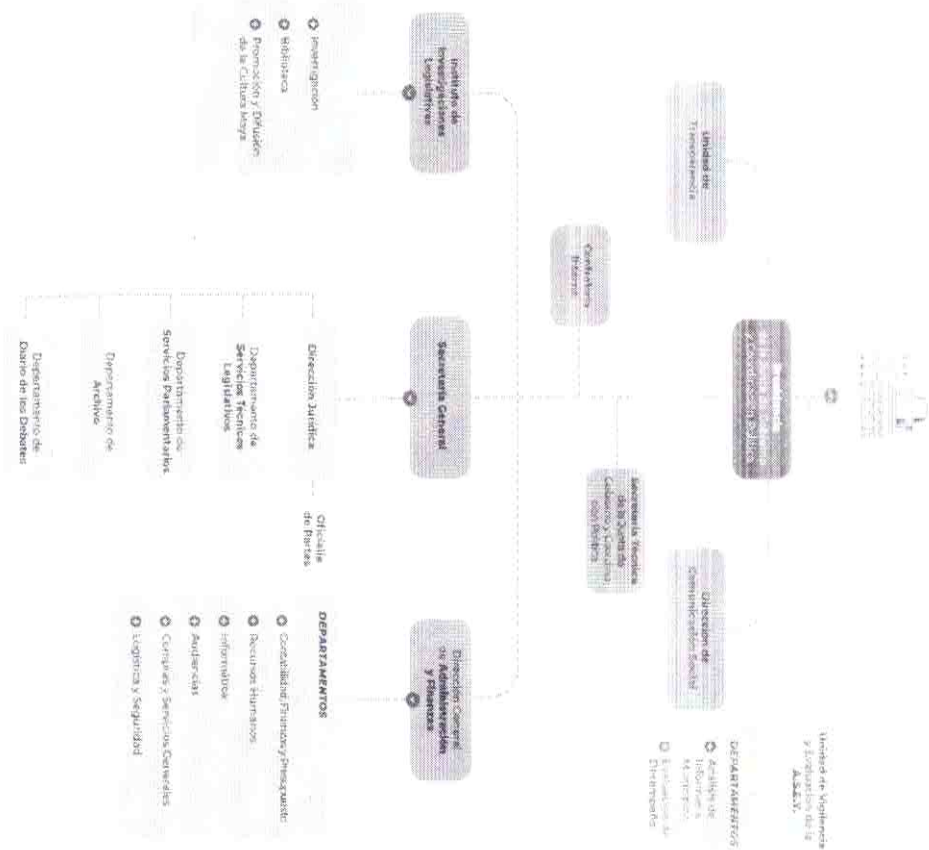 Unidad de Vigilancia
y Evaluación de la
A.S.E.Y.
DEPARTAMENTOS
Análisis de
Evaluación de
Desempeño
Unidad de
Transparencia
Dirección de
Comunicación Social
Contraloría
Interna
Secretaría Técnica
de la Junta de
Gobierno y Coordina-
ción Política
Instituto de
Investigaciones
Legislativas
Secretaría General
Dirección General
de Administración
y Finanzas
Investigación
Biblioteca
Promoción y Difusión
de la Cultura Maya
Dirección Jurídica
Oficialía
de Partes
Departamento de
Servicios Técnicos
Legislativos
Departamento de
Servicios Parlamentarios
Departamento de
Archivo
Departamento de
Diario de los Debates
DEPARTAMENTOS
Contabilidad, Finanzas y Presupuesto
Recursos Humanos
Informática
Audiencias
Compras y Servicios Generales
Logística y Seguridad